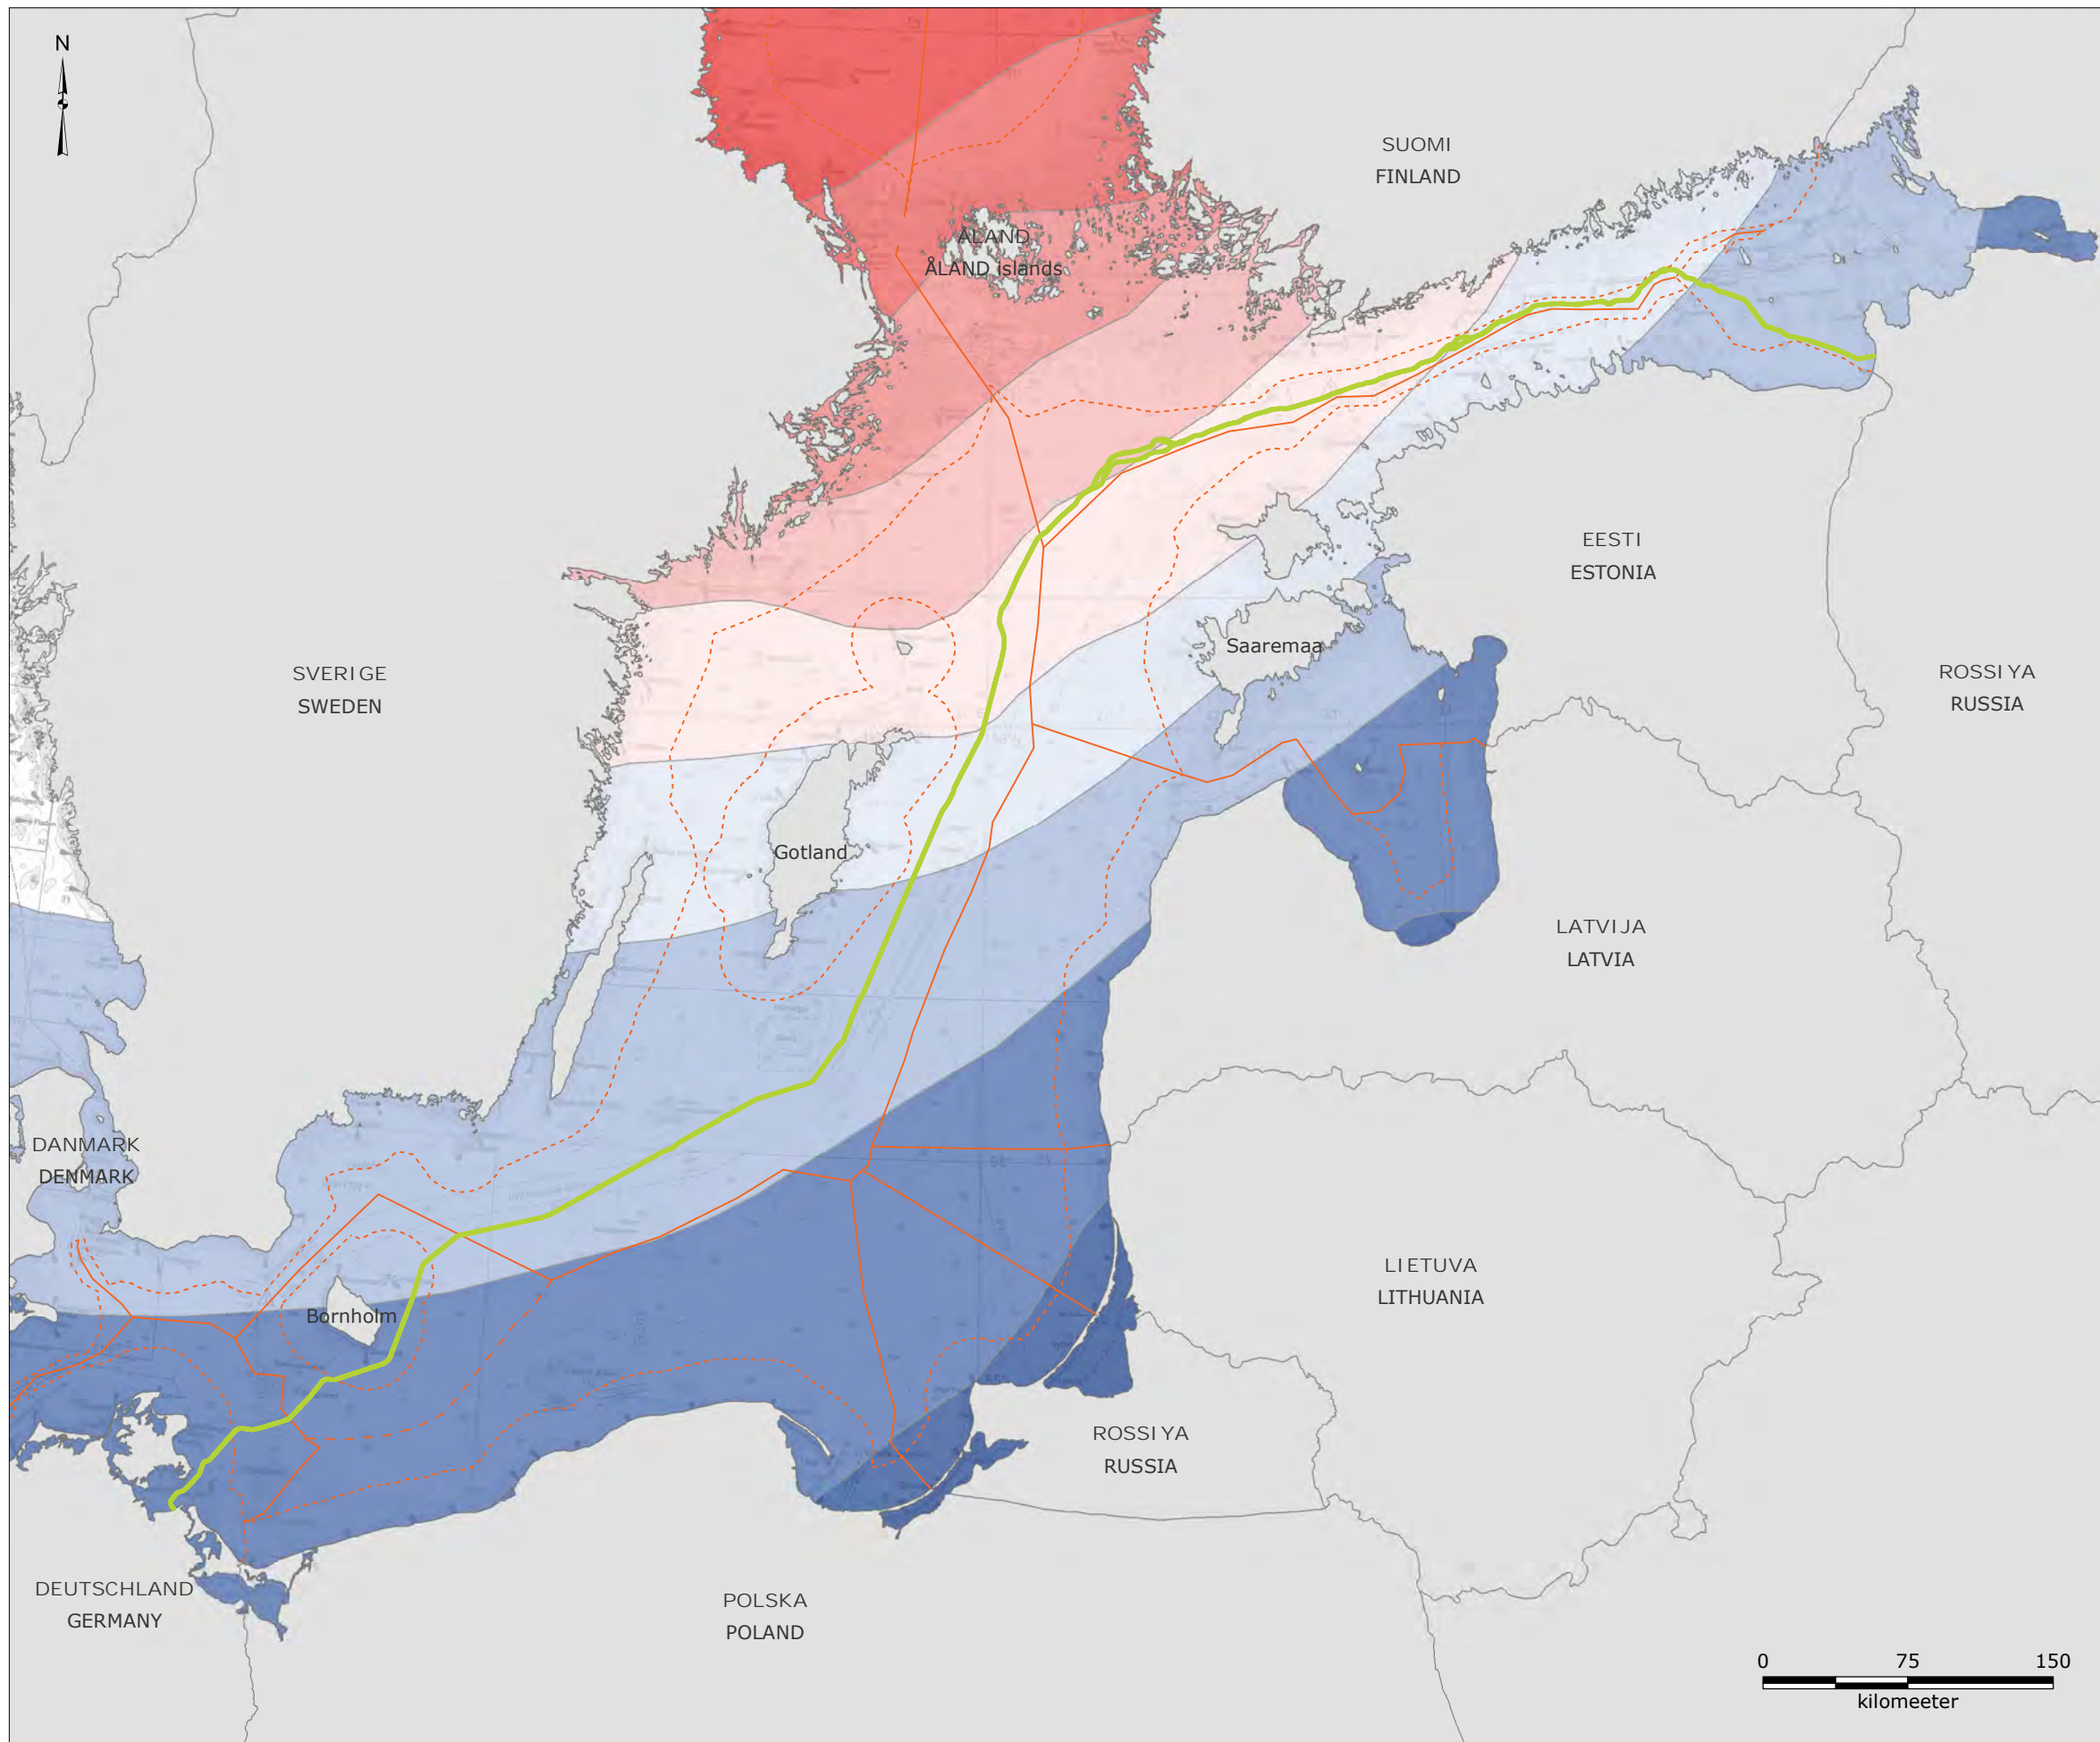 N
SUOMI
FINLAND
ÅLAND
ÅLAND islands
EESTI
ESTONIA
Saaremaa
SVERIGE
SWEDEN
ROSSIYA
RUSSIA
Gotland
LATVIJA
LATVIA
DANMARK
DENMARK
LIETUVA
LITHUANIA
Bornholm
ROSSIYA
RUSSIA
DEUTSCHLAND
GERMANY
POLSKA
POLAND
0 75 150
kilomeeter